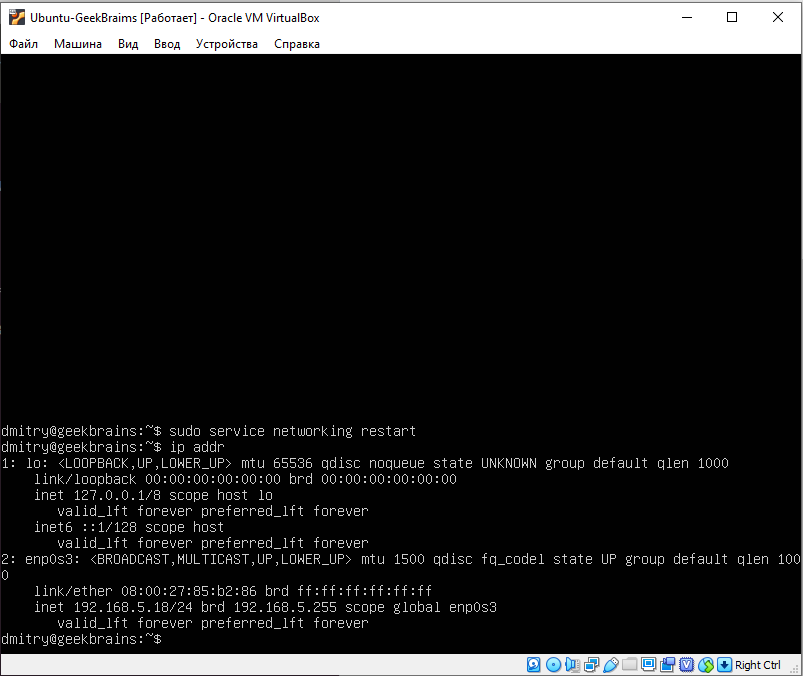 Ubuntu-GeekBraims [Работает] - Oracle VM VirtualBox
Файл Машина Вид Ввод Устройства Справка
dmitry@geekbrains:~$ sudo service networking restart
dmitry@geekbrains:~$ ip addr
1: lo: <LOOPBACK,UP,LOWER_UP> mtu 65536 qdisc noqueue state UNKNOWN group default qlen 1000
    link/loopback 00:00:00:00:00:00 brd 00:00:00:00:00:00
    inet 127.0.0.1/8 scope host lo
       valid_lft forever preferred_lft forever
    inet6 ::1/128 scope host
       valid_lft forever preferred_lft forever
2: enp0s3: <BROADCAST,MULTICAST,UP,LOWER_UP> mtu 1500 qdisc fq_codel state UP group default qlen 100
0
    link/ether 08:00:27:85:b2:86 brd ff:ff:ff:ff:ff:ff
    inet 192.168.5.18/24 brd 192.168.5.255 scope global enp0s3
       valid_lft forever preferred_lft forever
dmitry@geekbrains:~$
Right Ctrl